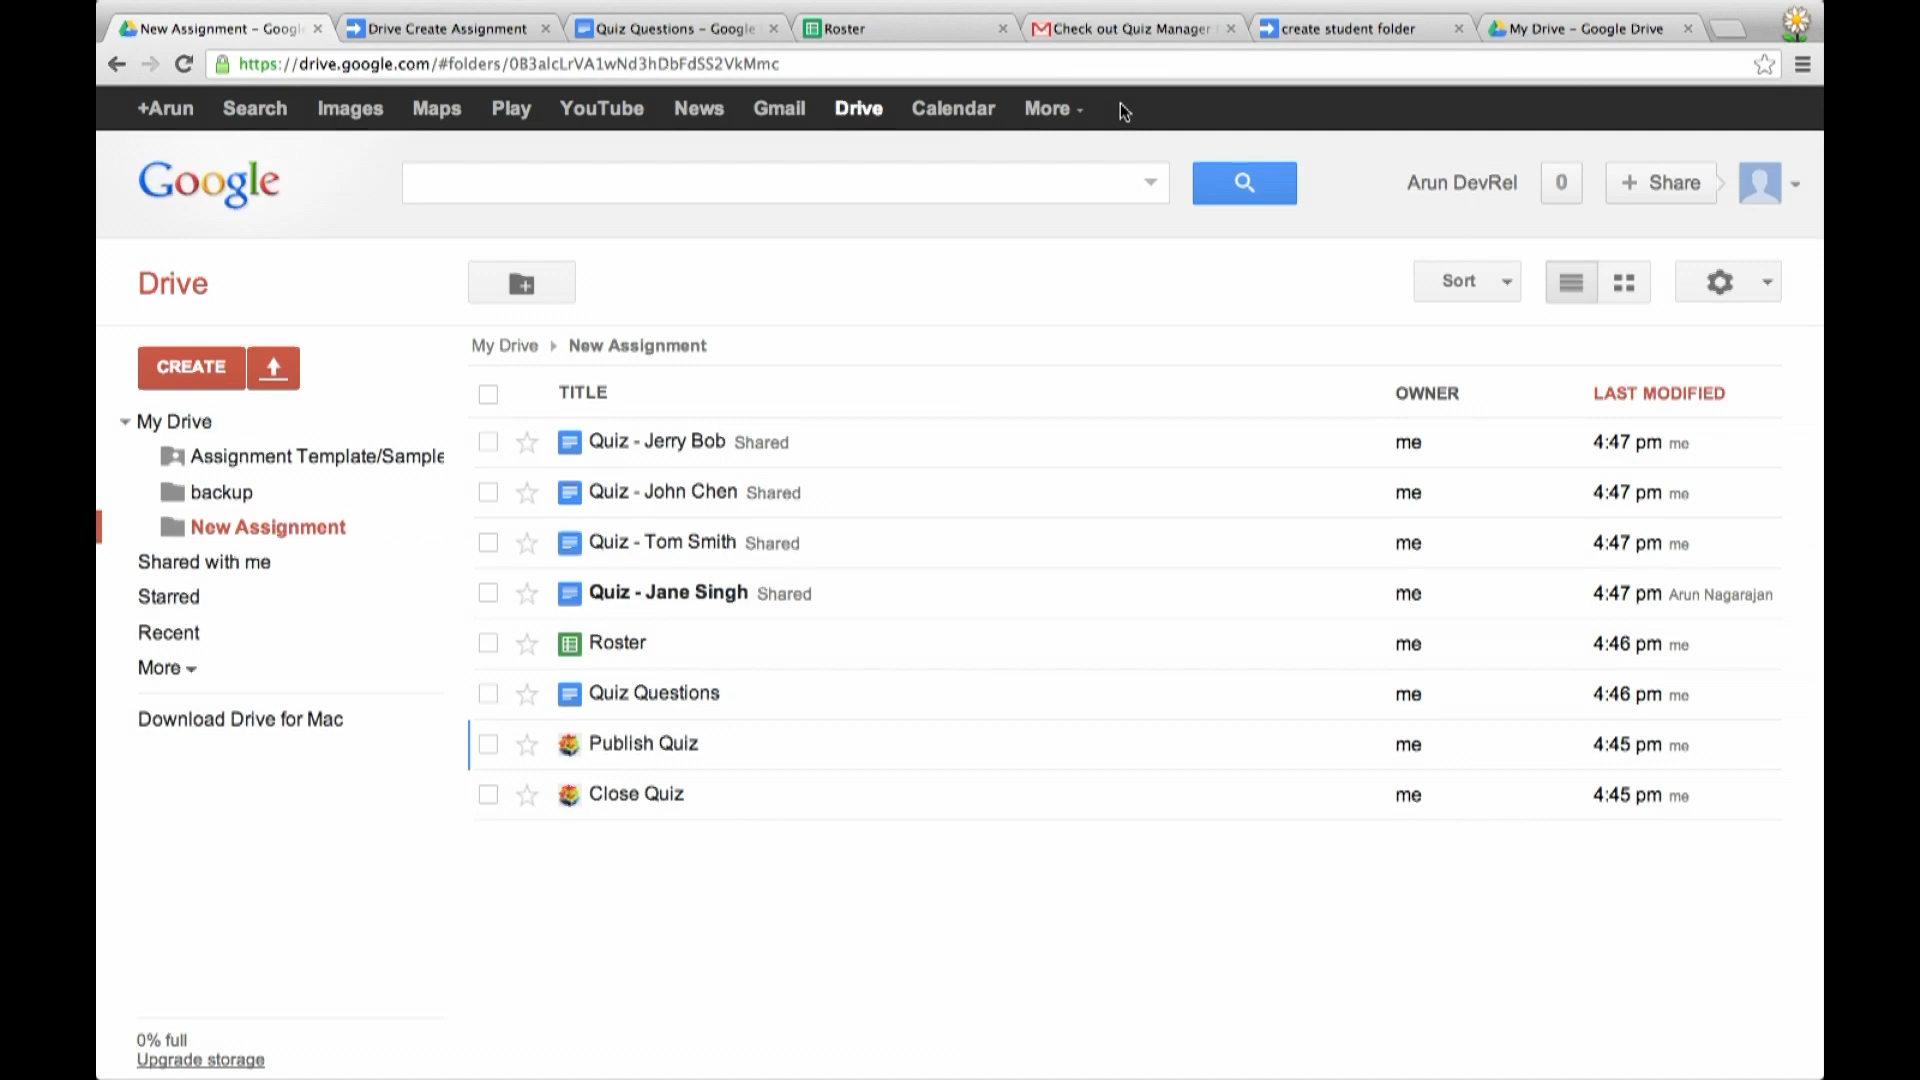 New Assignment – Googl
Drive Create Assignment
Quiz Questions – Google
Roster
Check out Quiz Manager
create student folder
My Drive – Google Drive
https://drive.google.com/#folders/0B3alcLrVA1wNd3hDbFdSS2VkMmc
+Arun Search Images Maps Play YouTube News Gmail Drive Calendar More
Google
Arun DevRel 0 + Share
Drive
Sort
CREATE
My Drive
Assignment Template/Sample
backup
New Assignment
Shared with me
Starred
Recent
More
Download Drive for Mac
0% full
Upgrade storage
My Drive New Assignment
TITLE OWNER LAST MODIFIED
Quiz - Jerry Bob Shared me 4:47 pm me
Quiz - John Chen Shared me 4:47 pm me
Quiz - Tom Smith Shared me 4:47 pm me
Quiz - Jane Singh Shared me 4:47 pm Arun Nagarajan
Roster me 4:46 pm me
Quiz Questions me 4:46 pm me
Publish Quiz me 4:45 pm me
Close Quiz me 4:45 pm me